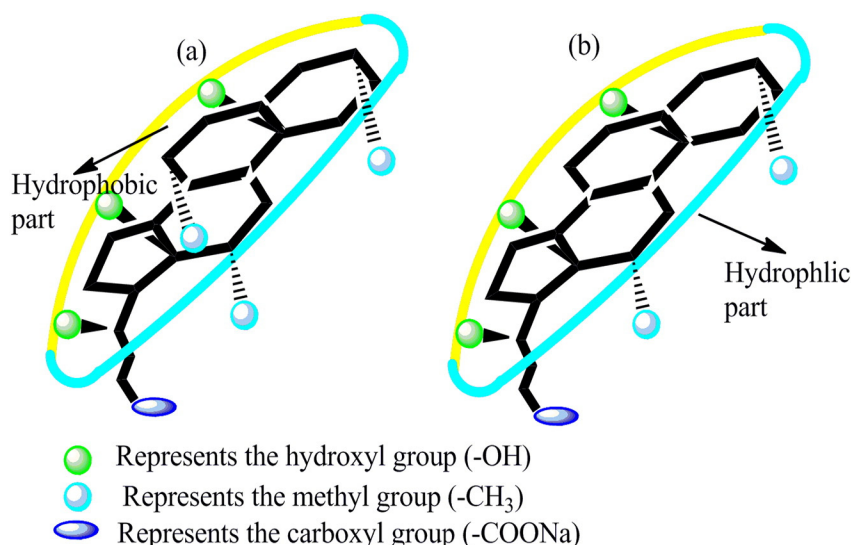 (a)
(b)
Hydrophobic
part
Hydrophlic
part
Represents the hydroxyl group (-OH)
Represents the methyl group (-CH₃)
Represents the carboxyl group (-COONa)